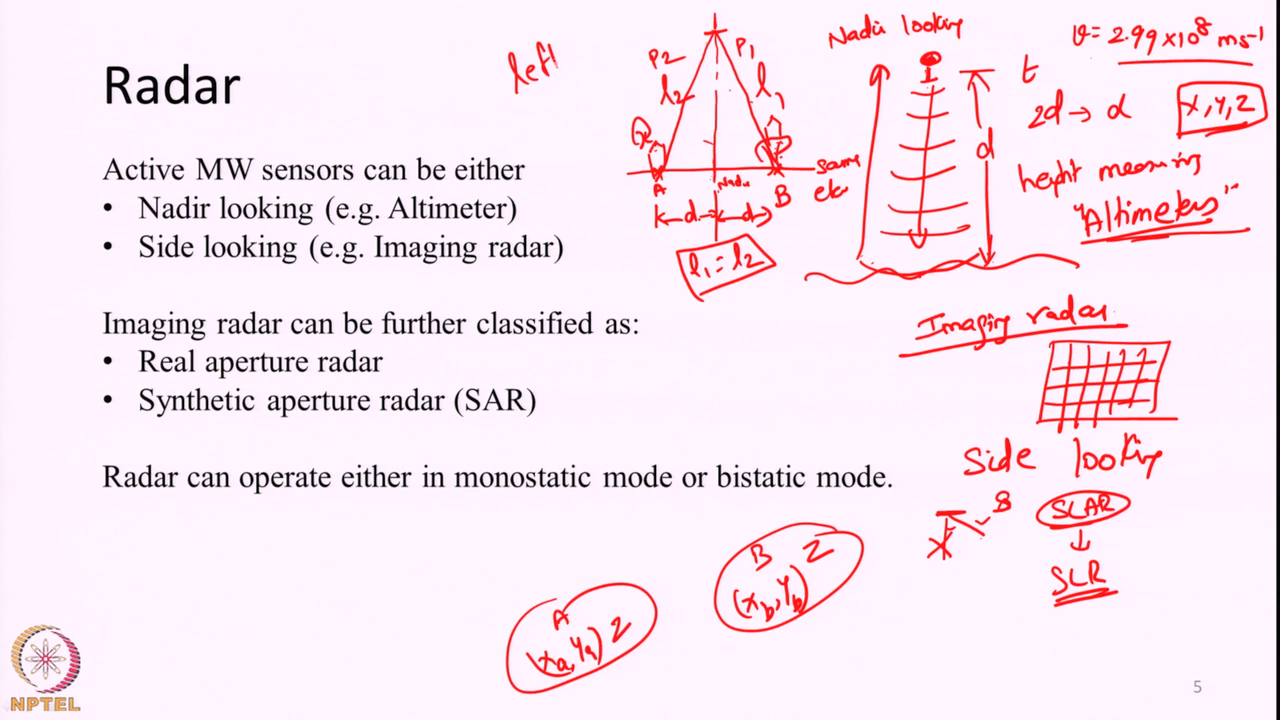 Radar
Active MW sensors can be either
• Nadir looking (e.g. Altimeter)
• Side looking (e.g. Imaging radar)
Imaging radar can be further classified as:
• Real aperture radar
• Synthetic aperture radar (SAR)
Radar can operate either in monostatic mode or bistatic mode.
left
P2
P1
l2
l1
A
Nadir
B
same
d
d
l1 = l2
Nadir looking
d
v = 2.99 × 10^8 ms^-1
t
2d → d
x, y, z
height measuring
"Altimeters"
Imaging radar
Side looking
SLAR
↓
SLR
A
(xa, ya) Z
B Z
(xb, yb)
NPTEL
5